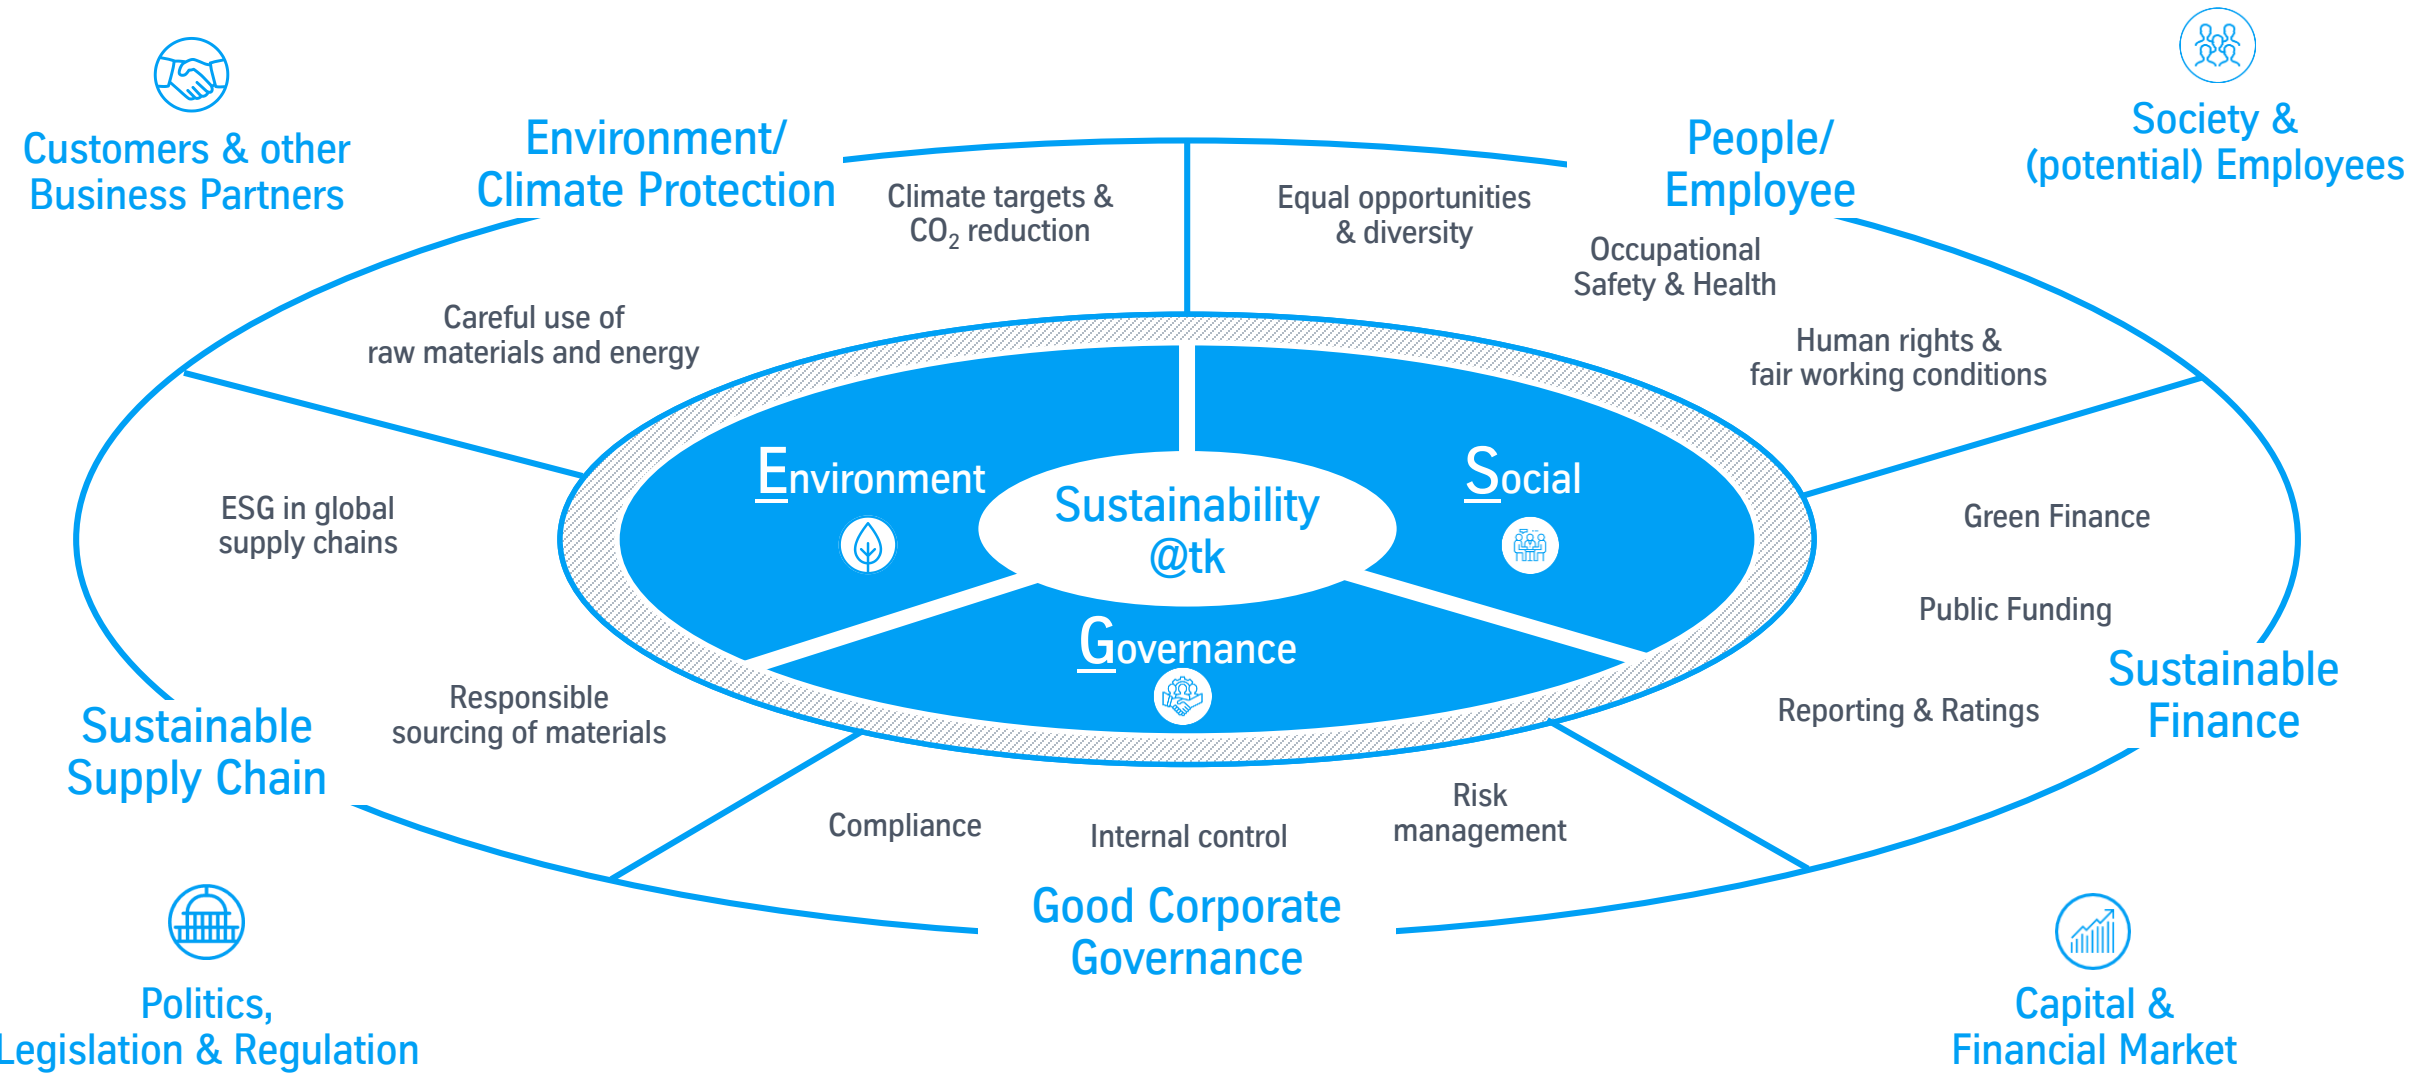 Customers & other
Business Partners
Environment/
Climate Protection
People/
Employee
Society &
(potential) Employees
Climate targets &
CO₂ reduction
Equal opportunities
& diversity
Occupational
Safety & Health
Careful use of
raw materials and energy
Human rights &
fair working conditions
Environment
Sustainability
@tk
Social
ESG in global
supply chains
Green Finance
Public Funding
Governance
Responsible
sourcing of materials
Reporting & Ratings
Sustainable
Finance
Sustainable
Supply Chain
Compliance
Internal control
Risk
management
Good Corporate
Governance
Politics,
Legislation & Regulation
Capital &
Financial Market